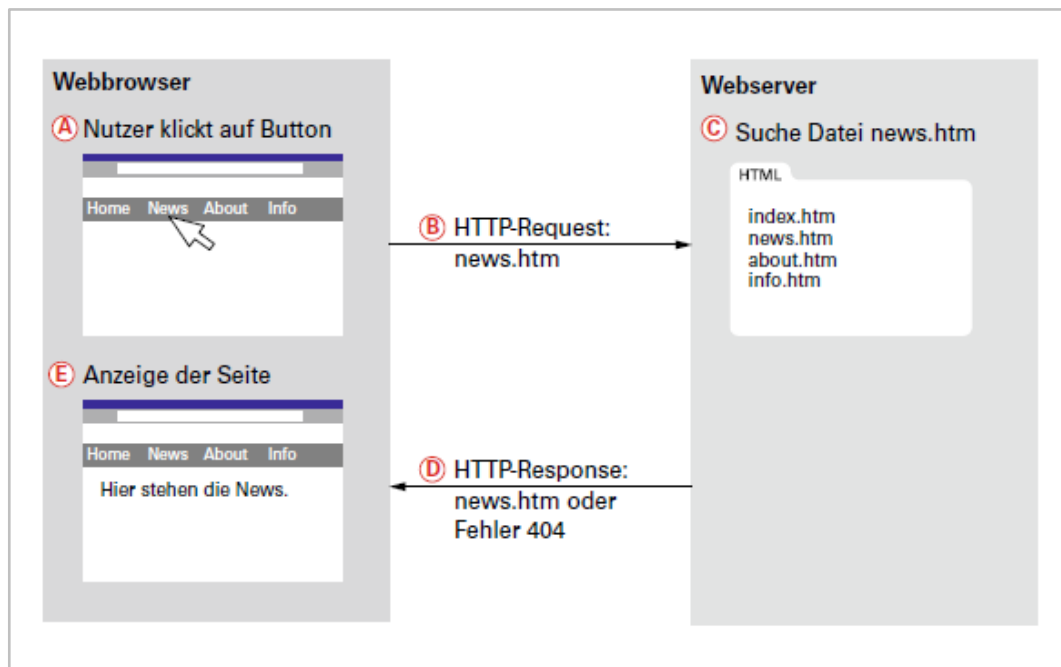 Webbrowser
A Nutzer klickt auf Button
Home News About Info
B HTTP-Request:
news.htm
Webserver
C Suche Datei news.htm
HTML
index.htm
news.htm
about.htm
info.htm
D HTTP-Response:
news.htm oder
Fehler 404
E Anzeige der Seite
Home News About Info
Hier stehen die News.